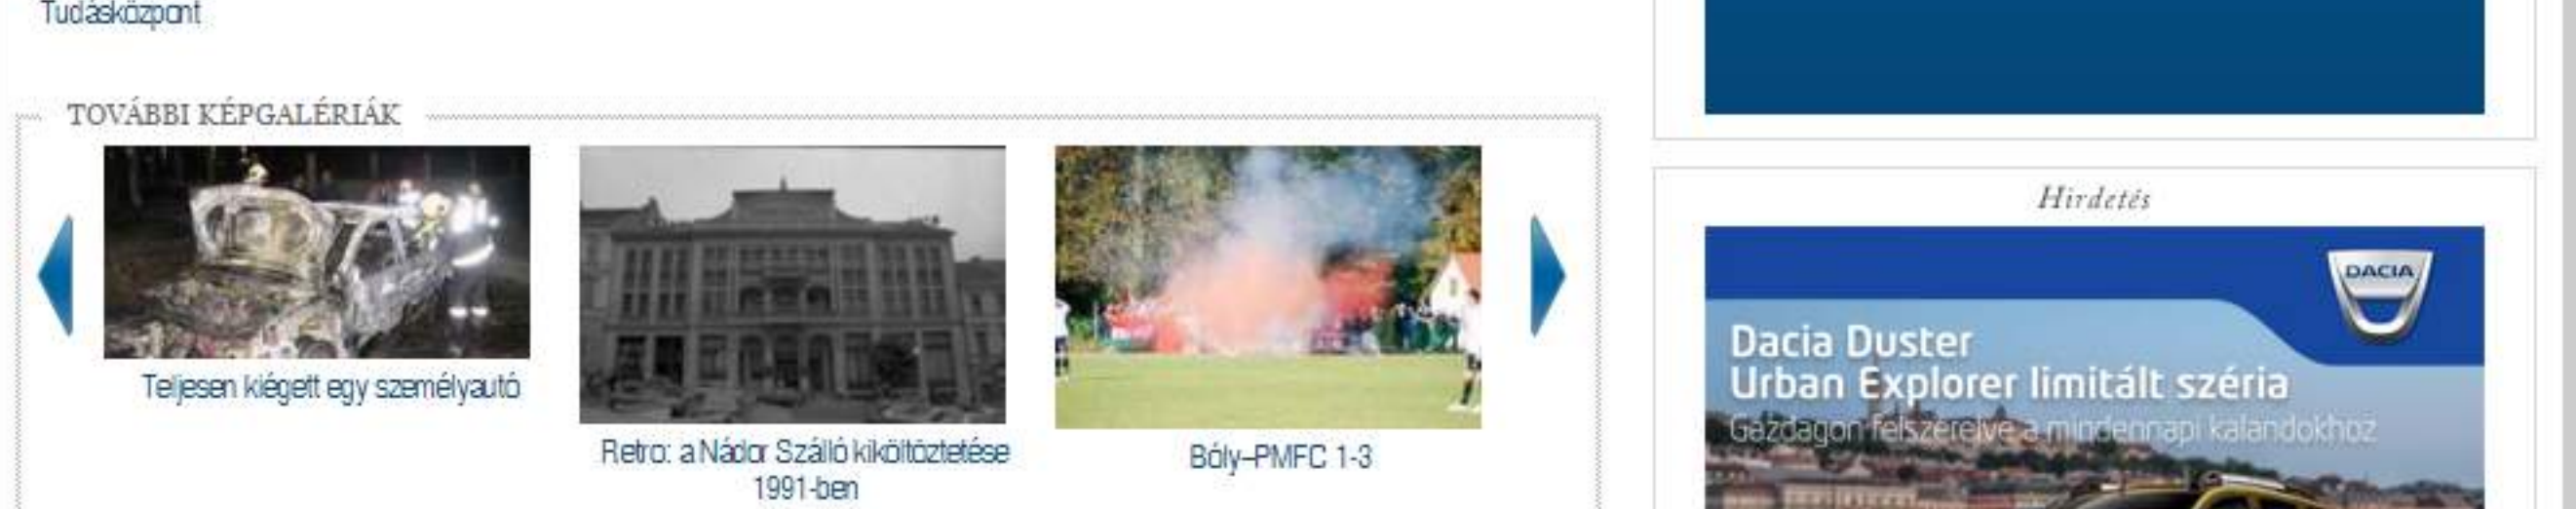 Tudásközpont
TOVÁBBI KÉPGALÉRIÁK
Teljesen kiégett egy személyautó
Retro: a Nádor Szálló kiköltöztetése
1991-ben
Bóly–PMFC 1-3
Hirdetés
DACIA
Dacia Duster
Urban Explorer limitált széria
Gazdagon felszerelve a mindennapi kalandokhoz